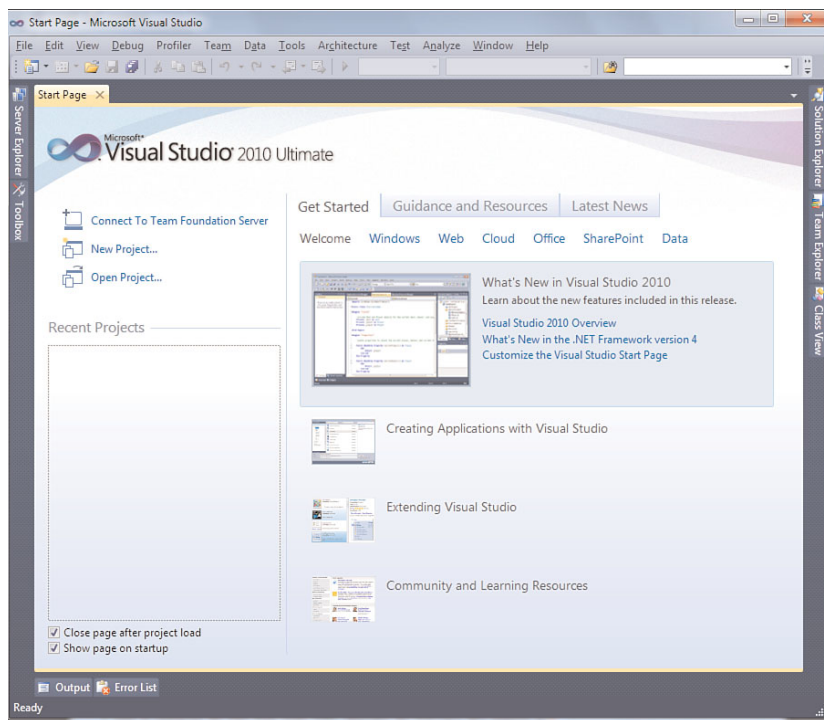 Start Page - Microsoft Visual Studio
File Edit View Debug Profiler Team Data Tools Architecture Test Analyze Window Help
Start Page
Server Explorer
Toolbox
Solution Explorer
Team Explorer
Class View
Microsoft®
Visual Studio 2010 Ultimate
Connect To Team Foundation Server
New Project...
Open Project...
Recent Projects
Get Started Guidance and Resources Latest News
Welcome Windows Web Cloud Office SharePoint Data
What's New in Visual Studio 2010
Learn about the new features included in this release.
Visual Studio 2010 Overview
What's New in the .NET Framework version 4
Customize the Visual Studio Start Page
Creating Applications with Visual Studio
Extending Visual Studio
Community and Learning Resources
Close page after project load
Show page on startup
Output Error List
Ready